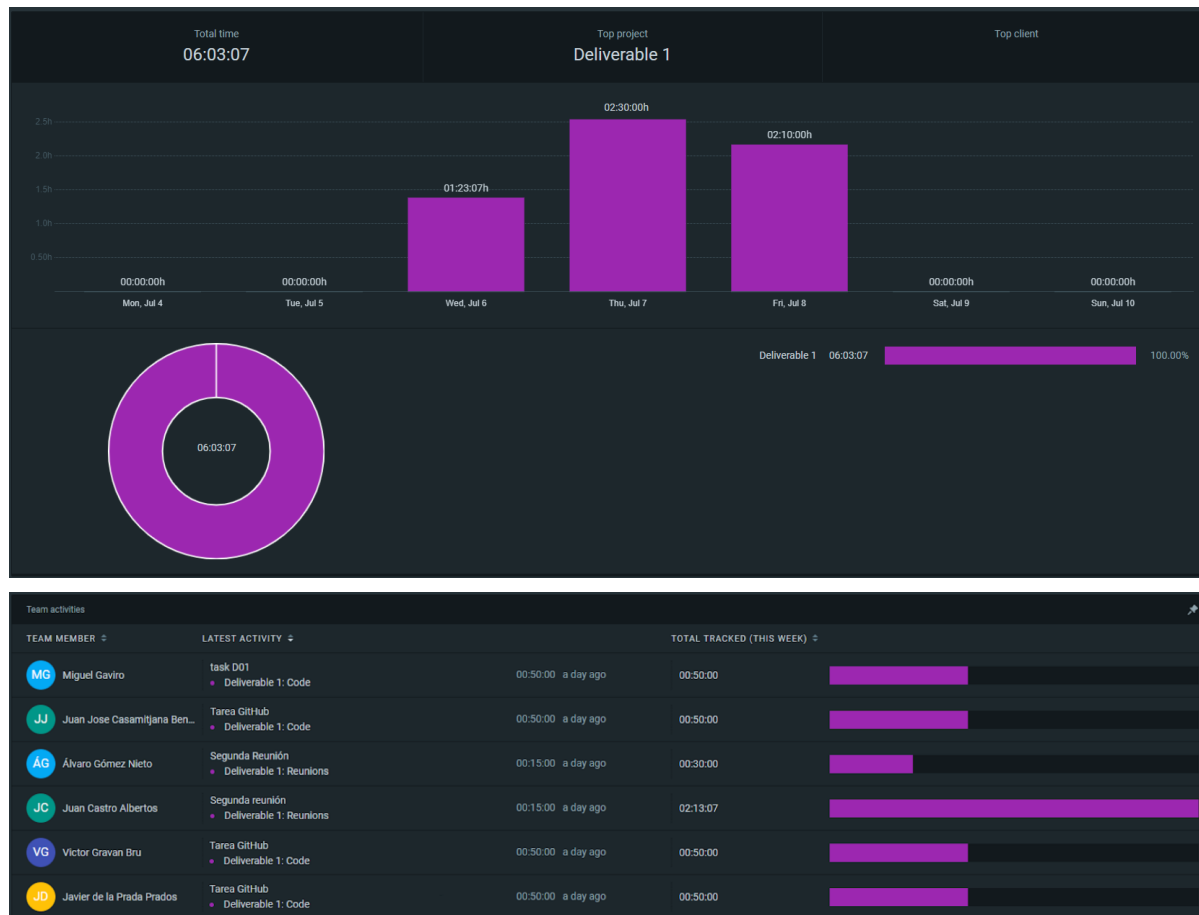 Total time
06:03:07
Top project
Deliverable 1
Top client
02:30:00h
2.5h
02:10:00h
2.0h
01:23:07h
1.5h
1.0h
0.50h
00:00:00h
00:00:00h
00:00:00h
00:00:00h
Mon, Jul 4
Tue, Jul 5
Wed, Jul 6
Thu, Jul 7
Fri, Jul 8
Sat, Jul 9
Sun, Jul 10
Deliverable 1 06:03:07 100.00%
06:03:07
Team activities
TEAM MEMBER LATEST ACTIVITY TOTAL TRACKED (THIS WEEK)
task D01
MG Miguel Gaviro 00:50:00 a day ago 00:50:00
Deliverable 1: Code
Tarea GitHub
JJ Juan Jose Casamitjana Ben... 00:50:00 a day ago 00:50:00
Deliverable 1: Code
Segunda Reunión
ÁG Álvaro Gómez Nieto 00:15:00 a day ago 00:30:00
Deliverable 1: Reunions
Segunda reunión
JC Juan Castro Albertos 00:15:00 a day ago 02:13:07
Deliverable 1: Reunions
Tarea GitHub
VG Victor Gravan Bru 00:50:00 a day ago 00:50:00
Deliverable 1: Code
Tarea GitHub
JD Javier de la Prada Prados 00:50:00 a day ago 00:50:00
Deliverable 1: Code